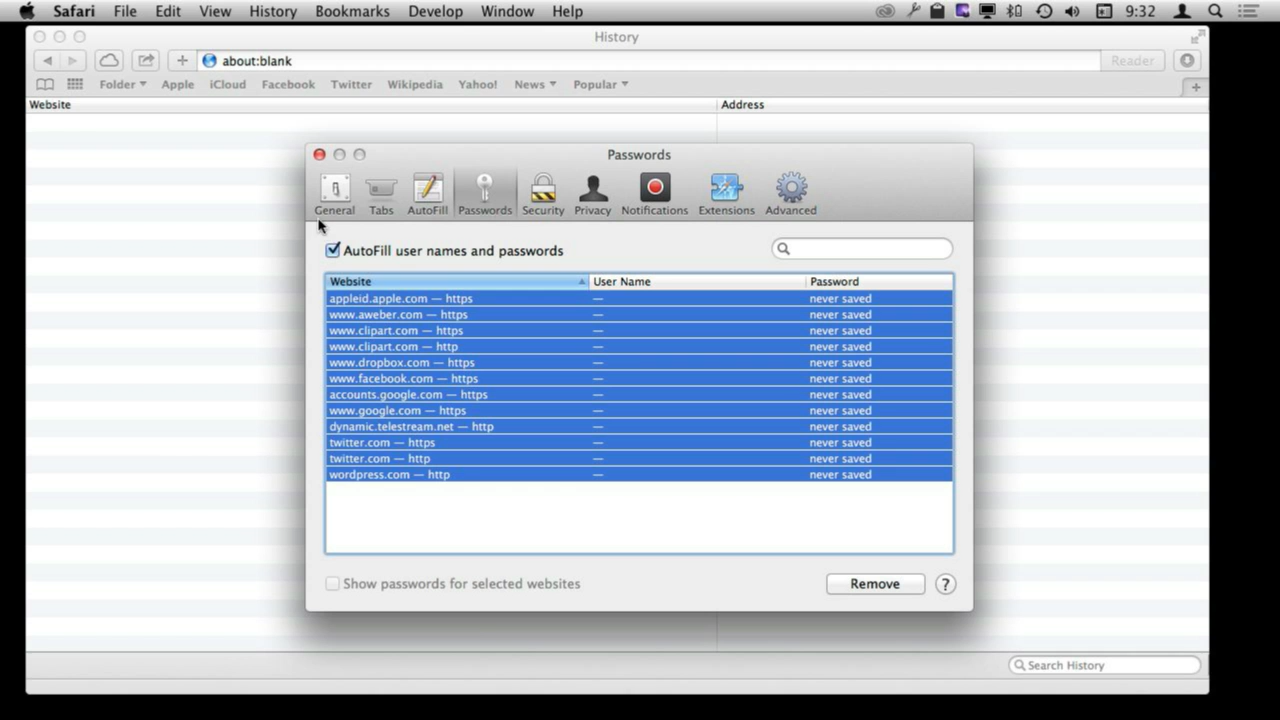 Safari File Edit View History Bookmarks Develop Window Help 9:32
History
about:blank Reader
Folder Apple iCloud Facebook Twitter Wikipedia Yahoo! News Popular
Website Address
Passwords
General Tabs AutoFill Passwords Security Privacy Notifications Extensions Advanced
AutoFill user names and passwords
Website User Name Password
appleid.apple.com — https — never saved
www.aweber.com — https — never saved
www.clipart.com — https — never saved
www.clipart.com — http — never saved
www.dropbox.com — https — never saved
www.facebook.com — https — never saved
accounts.google.com — https — never saved
www.google.com — https — never saved
dynamic.telestream.net — http — never saved
twitter.com — https — never saved
twitter.com — http — never saved
wordpress.com — http — never saved
Show passwords for selected websites Remove ?
Search History